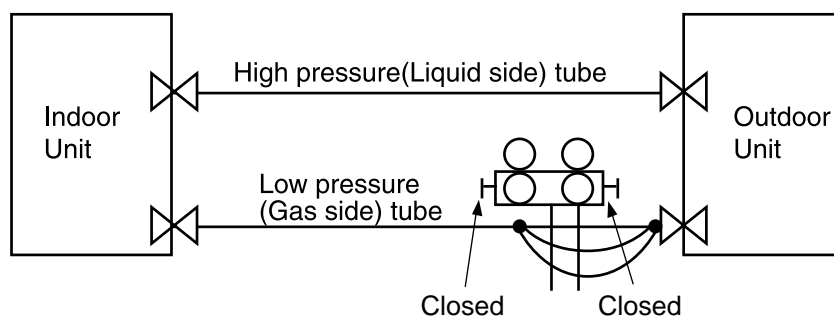 High pressure(Liquid side) tube
Indoor
Unit
Outdoor
Unit
Low pressure
(Gas side) tube
Closed
Closed